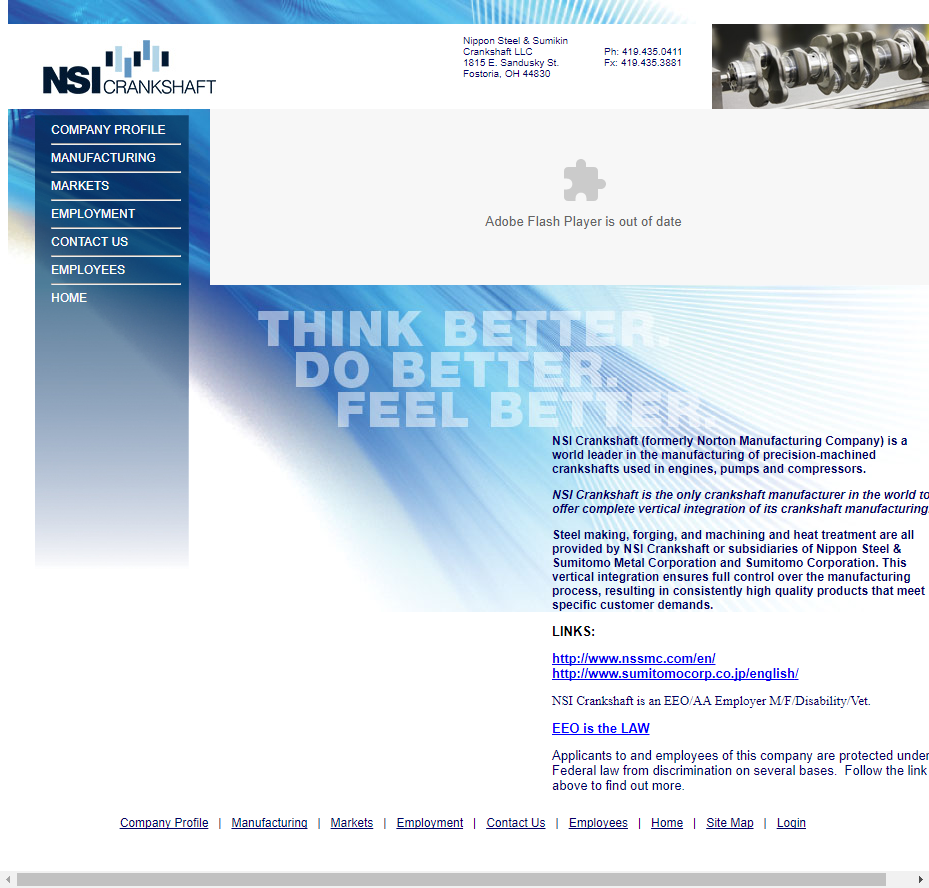 Nippon Steel & Sumikin
Crankshaft LLC
1815 E. Sandusky St.
Fostoria, OH 44830
Ph: 419.435.0411
Fx: 419.435.3881
NSI CRANKSHAFT
COMPANY PROFILE
MANUFACTURING
MARKETS
EMPLOYMENT
CONTACT US
EMPLOYEES
HOME
Adobe Flash Player is out of date
THINK BETTER.
DO BETTER.
FEEL BETTER.
NSI Crankshaft (formerly Norton Manufacturing Company) is a
world leader in the manufacturing of precision-machined
crankshafts used in engines, pumps and compressors.
NSI Crankshaft is the only crankshaft manufacturer in the world to
offer complete vertical integration of its crankshaft manufacturing.
Steel making, forging, and machining and heat treatment are all
provided by NSI Crankshaft or subsidiaries of Nippon Steel &
Sumitomo Metal Corporation and Sumitomo Corporation. This
vertical integration ensures full control over the manufacturing
process, resulting in consistently high quality products that meet
specific customer demands.
LINKS:
http://www.nssmc.com/en/
http://www.sumitomocorp.co.jp/english/
NSI Crankshaft is an EEO/AA Employer M/F/Disability/Vet.
EEO is the LAW
Applicants to and employees of this company are protected under
Federal law from discrimination on several bases.  Follow the link
above to find out more.
Company Profile | Manufacturing | Markets | Employment | Contact Us | Employees | Home | Site Map | Login